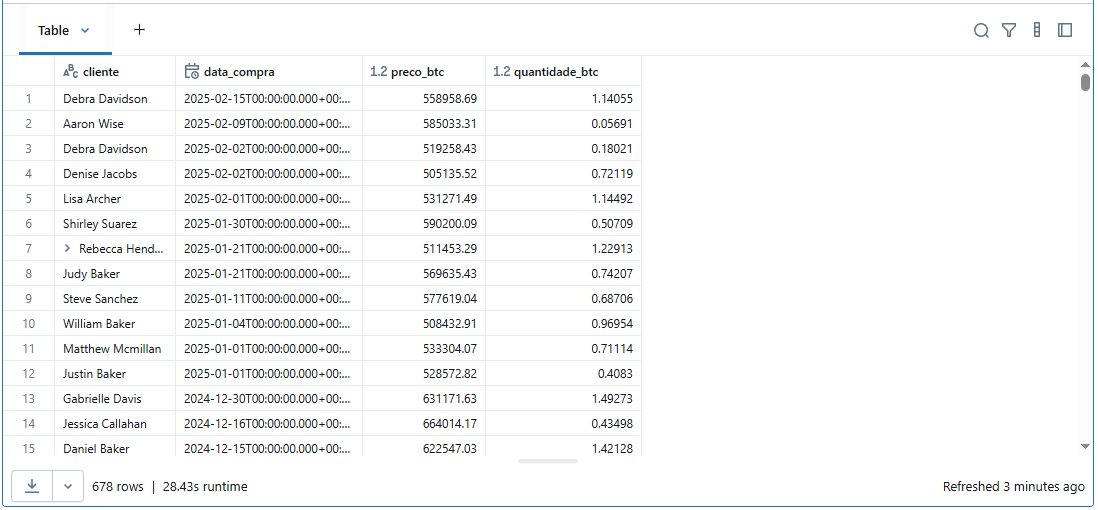 Table +
ABC cliente data_compra 1.2 preco_btc 1.2 quantidade_btc
1 Debra Davidson 2025-02-15T00:00:00.000+00:... 558958.69 1.14055
2 Aaron Wise 2025-02-09T00:00:00.000+00:... 585033.31 0.05691
3 Debra Davidson 2025-02-02T00:00:00.000+00:... 519258.43 0.18021
4 Denise Jacobs 2025-02-02T00:00:00.000+00:... 505135.52 0.72119
5 Lisa Archer 2025-02-01T00:00:00.000+00:... 531271.49 1.14492
6 Shirley Suarez 2025-01-30T00:00:00.000+00:... 590200.09 0.50709
7 > Rebecca Hend... 2025-01-21T00:00:00.000+00:... 511453.29 1.22913
8 Judy Baker 2025-01-21T00:00:00.000+00:... 569635.43 0.74207
9 Steve Sanchez 2025-01-11T00:00:00.000+00:... 577619.04 0.68706
10 William Baker 2025-01-04T00:00:00.000+00:... 508432.91 0.96954
11 Matthew Mcmillan 2025-01-01T00:00:00.000+00:... 533304.07 0.71114
12 Justin Baker 2025-01-01T00:00:00.000+00:... 528572.82 0.4083
13 Gabrielle Davis 2024-12-30T00:00:00.000+00:... 631171.63 1.49273
14 Jessica Callahan 2024-12-16T00:00:00.000+00:... 664014.17 0.43498
15 Daniel Baker 2024-12-15T00:00:00.000+00:... 622547.03 1.42128
678 rows | 28.43s runtime Refreshed 3 minutes ago